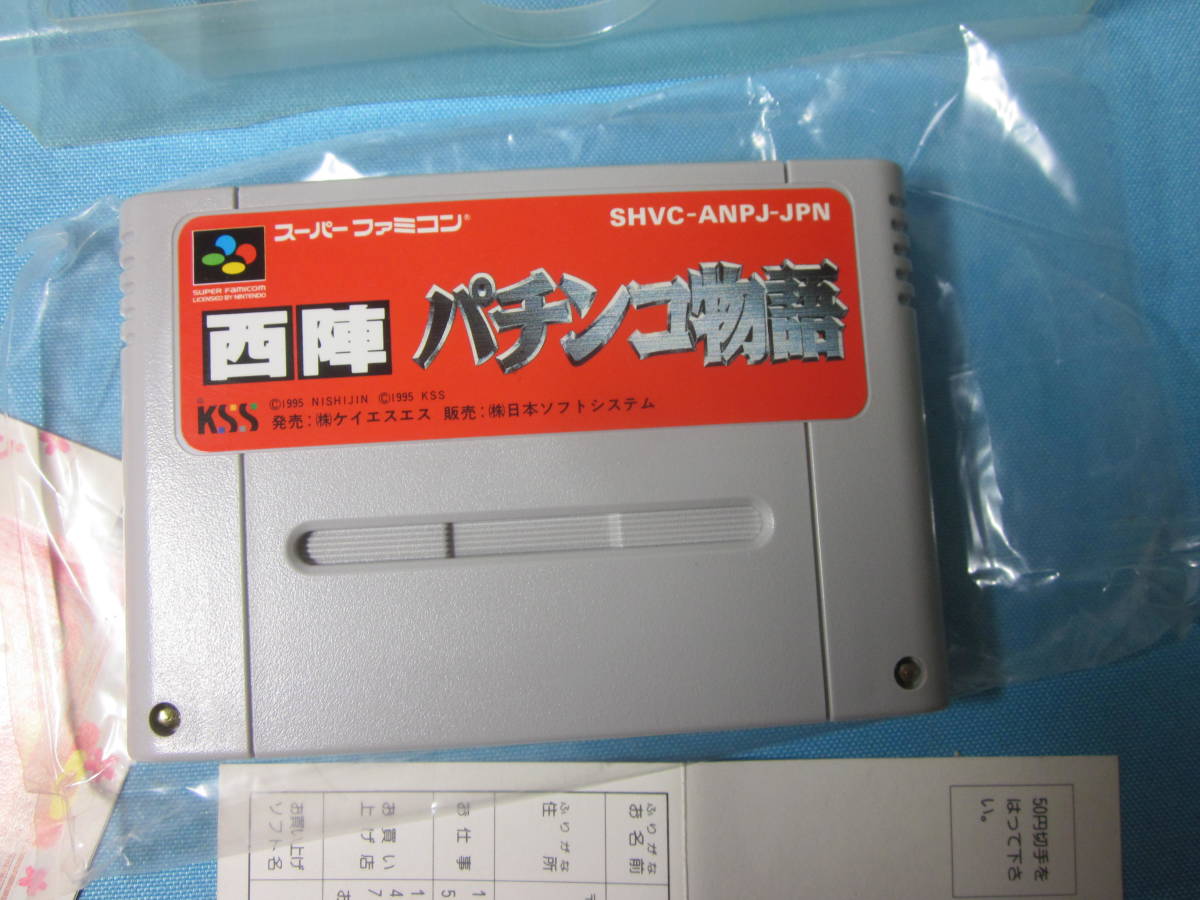 スーパーファミコン®
SHVC-ANPJ-JPN
SUPER FAMICOM
LICENSED BY NINTENDO
西陣
パチンコ物語
KSS
©1995 NISHIJIN ©1995 KSS
発売:㈱ケイエスエス 販売:㈱日本ソフトシステム
50円切手を
はって下さ
い。
ふりがな
お名前
ふりがな
住所
お仕事
お買い
上げ店
お買い上げ
ソフト名